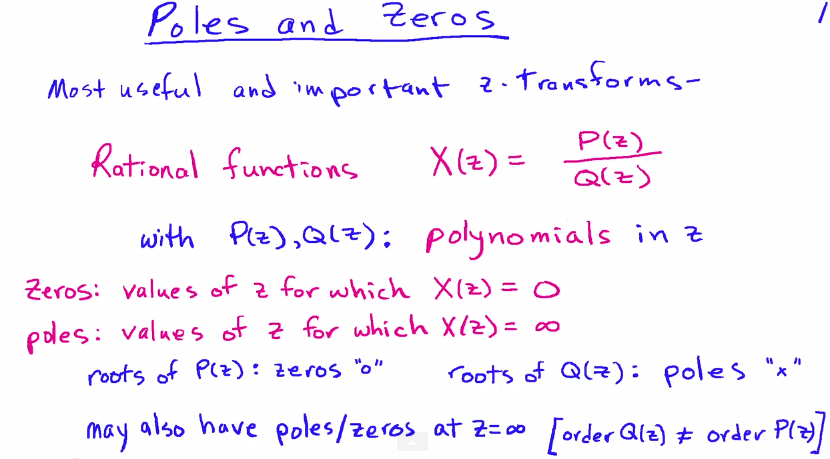 Poles and Zeros
1
Most useful and important z-Transforms-
Rational functions X(z) = P(z)/Q(z)
with P(z), Q(z): polynomials in z
Zeros: values of z for which X(z) = 0
poles: values of z for which X(z) = ∞
roots of P(z): zeros "o" roots of Q(z): poles "x"
may also have poles/zeros at z=∞ [order Q(z) ≠ order P(z)]